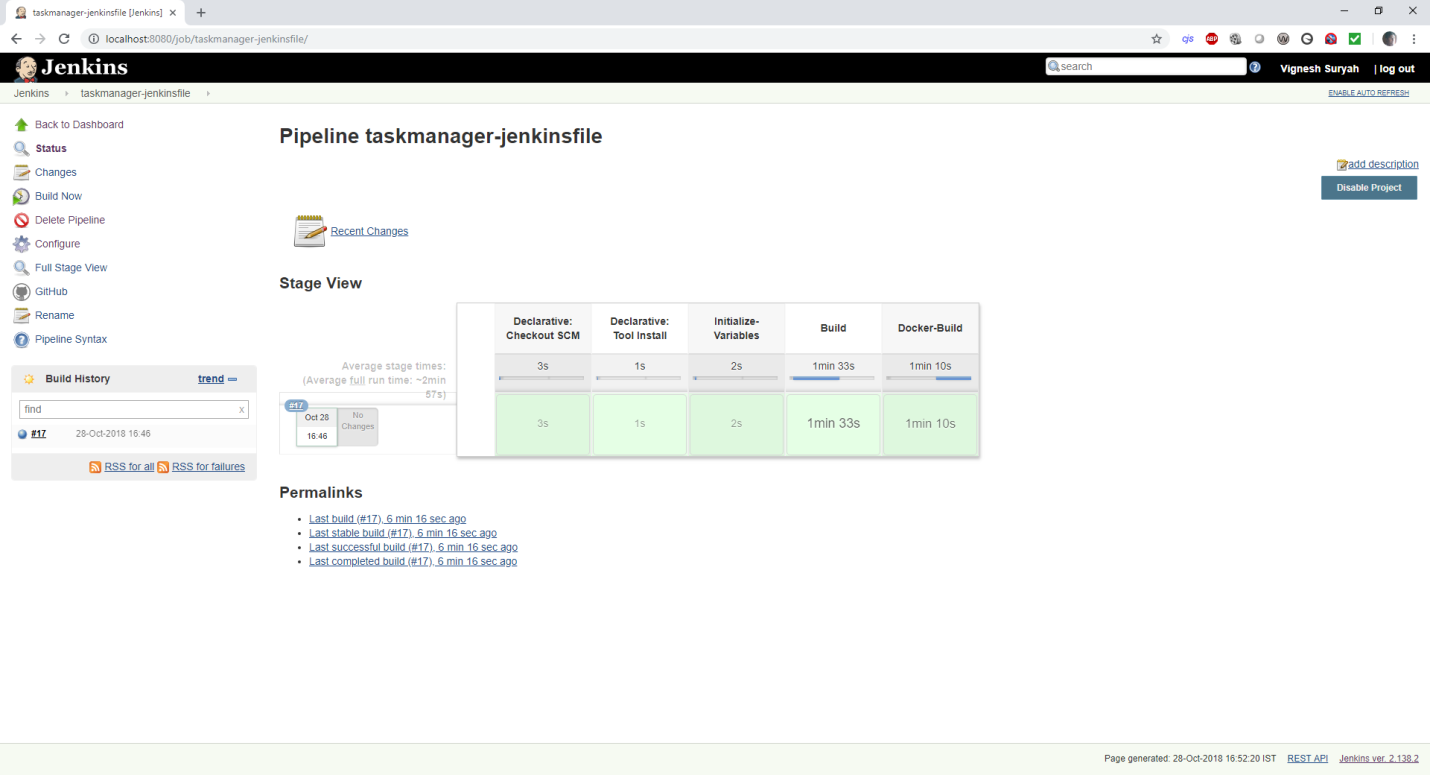 taskmanager-jenkinsfile [Jenkins]
localhost:8080/job/taskmanager-jenkinsfile/
cjs ABP
Jenkins
search
Vignesh Suryah | log out
Jenkins taskmanager-jenkinsfile
ENABLE AUTO REFRESH
Back to Dashboard
Status
Changes
Build Now
Delete Pipeline
Configure
Full Stage View
GitHub
Rename
Pipeline Syntax
Build History trend
find x
#17 28-Oct-2018 16:46
RSS for all RSS for failures
Pipeline taskmanager-jenkinsfile
add description
Disable Project
Recent Changes
Stage View
Declarative: Declarative: Initialize- Build Docker-Build
Checkout SCM Tool Install Variables
Average stage times: 3s 1s 2s 1min 33s 1min 10s
(Average full run time: ~2min
57s)
#17
Oct 28 No
Changes
16:46
3s 1s 2s 1min 33s 1min 10s
Permalinks
Last build (#17), 6 min 16 sec ago
Last stable build (#17), 6 min 16 sec ago
Last successful build (#17), 6 min 16 sec ago
Last completed build (#17), 6 min 16 sec ago
Page generated: 28-Oct-2018 16:52:20 IST REST API Jenkins ver. 2.138.2